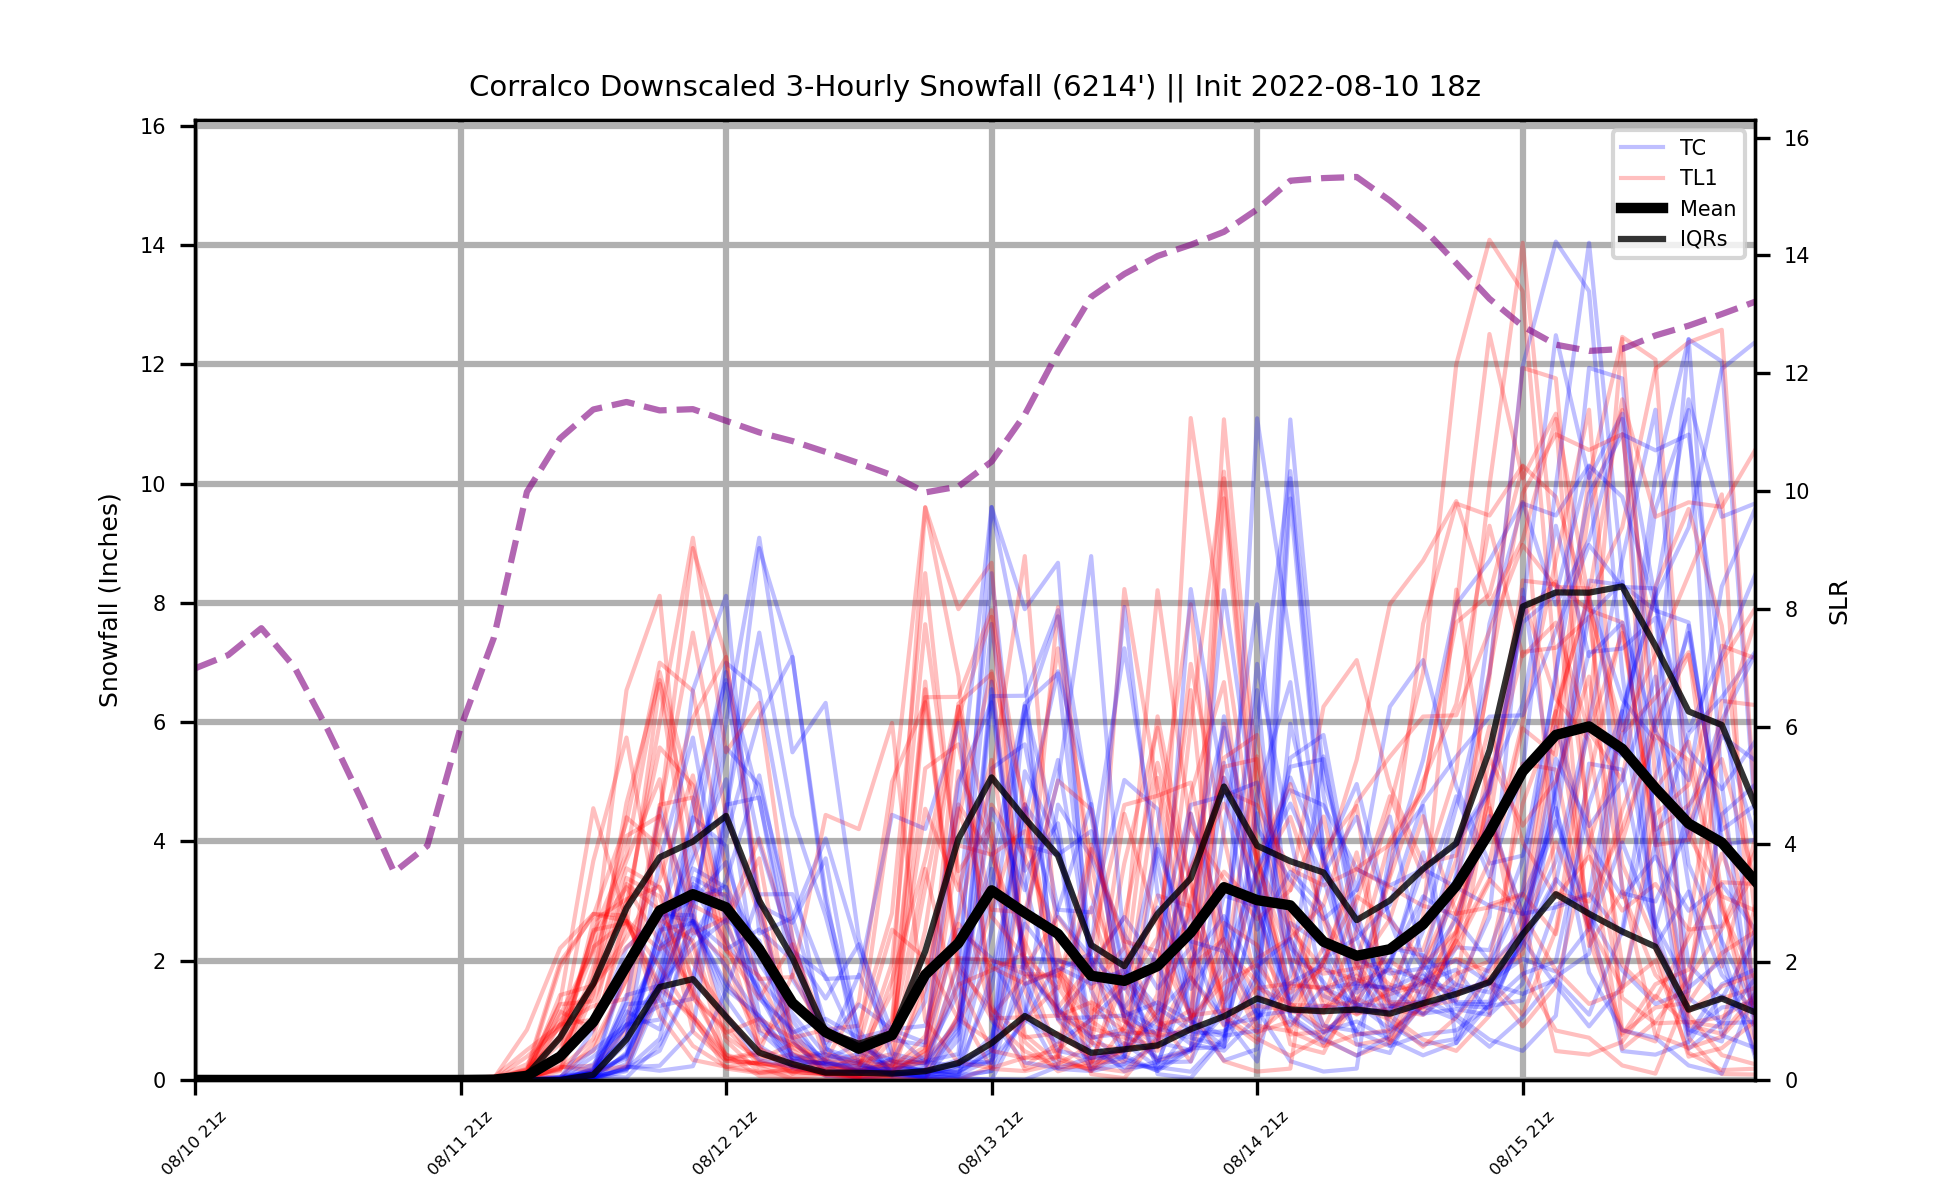 Corralco Downscaled 3-Hourly Snowfall (6214') || Init 2022-08-10 18z
16
14
12
10
8
6
4
2
0
Snowfall (Inches)
16
14
12
10
8
6
4
2
0
SLR
TC
TL1
Mean
IQRs
08/10 21z
08/11 21z
08/12 21z
08/13 21z
08/14 21z
08/15 21z